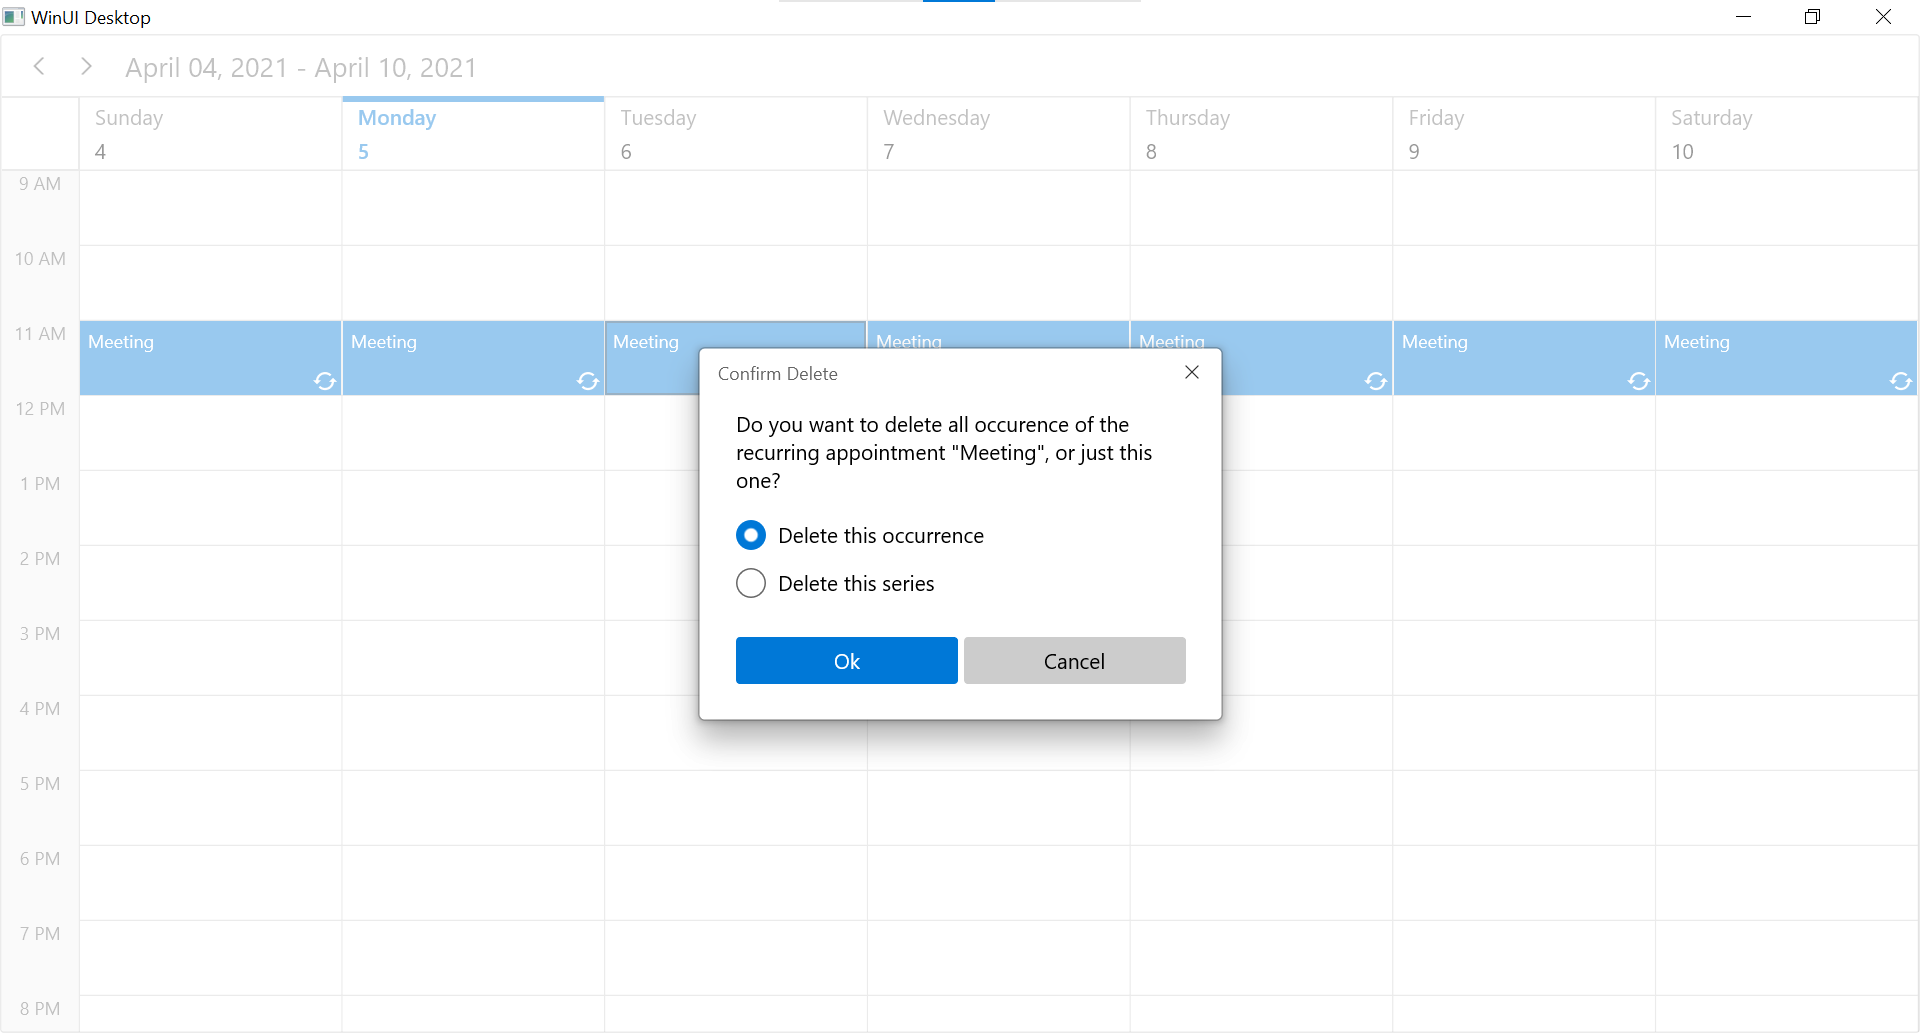 WinUI Desktop
April 04, 2021 - April 10, 2021
Sunday Monday Tuesday Wednesday Thursday Friday Saturday
4 5 6 7 8 9 10
9 AM
10 AM
11 AM
Meeting Meeting Meeting Meeting Meeting Meeting Meeting
Confirm Delete
12 PM
Do you want to delete all occurence of the
recurring appointment "Meeting", or just this
one?
1 PM
Delete this occurrence
2 PM
Delete this series
3 PM
Ok Cancel
4 PM
5 PM
6 PM
7 PM
8 PM